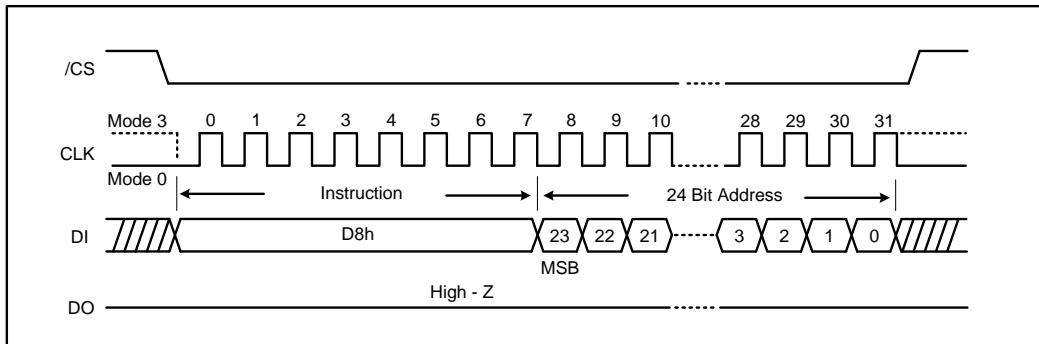 /CS
Mode 3 0 1 2 3 4 5 6 7 8 9 10 28 29 30 31
CLK
Mode 0
Instruction 24 Bit Address
DI D8h 23 22 21 3 2 1 0
MSB
High - Z
DO